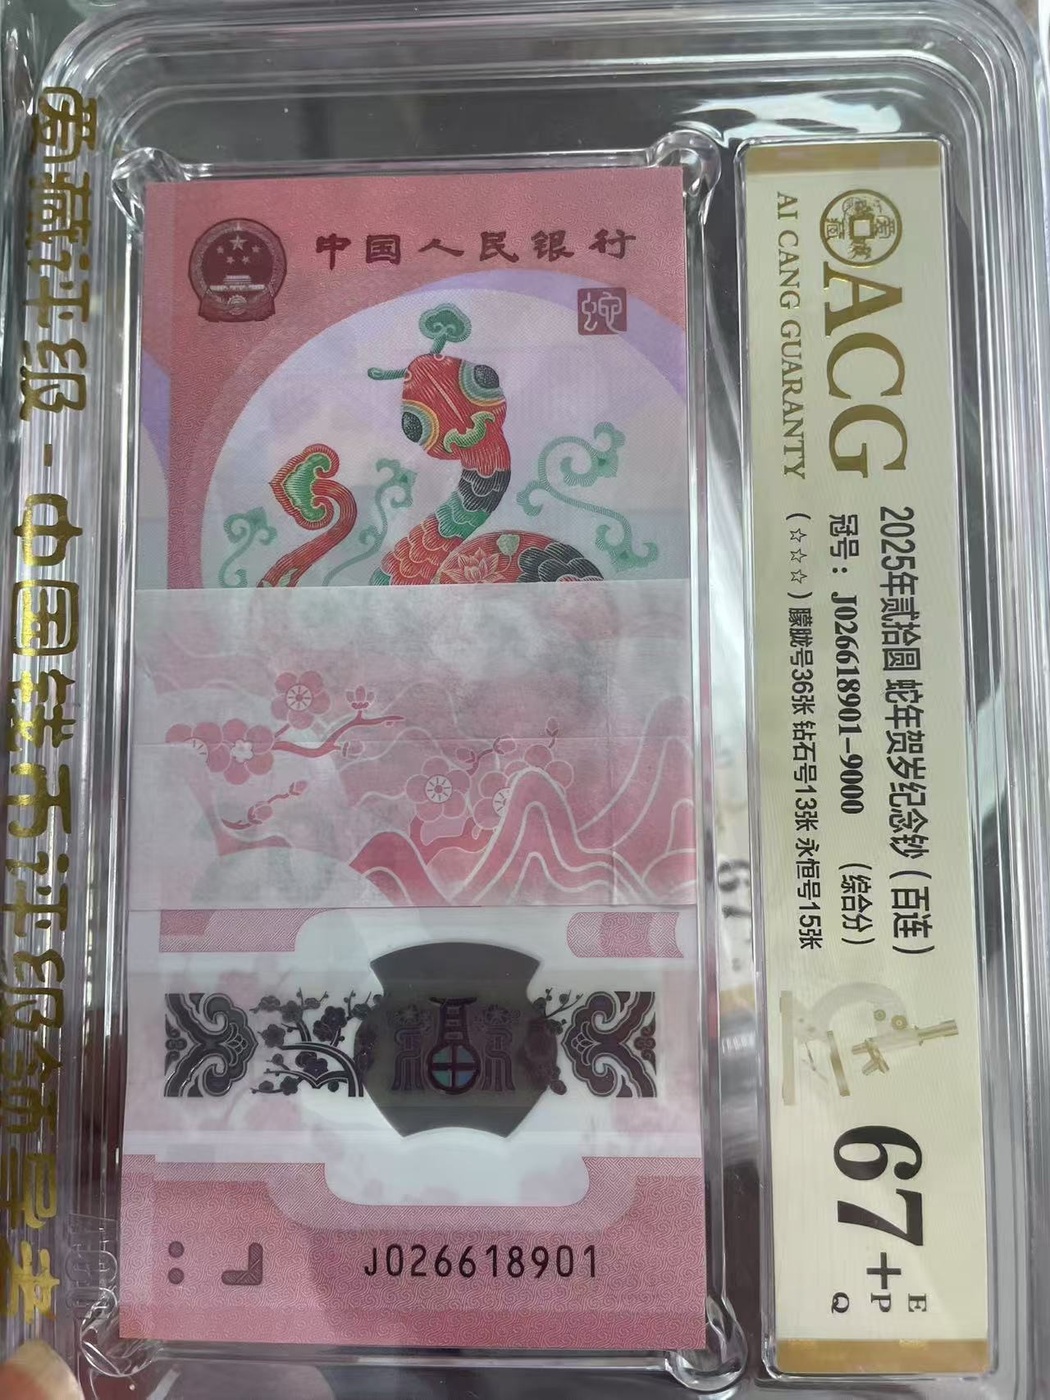 爱藏评级-中国钱币评级领导者
中国人民银行
蛇
J026618901
ACG
AI CANG GUARANTY
2025年贰拾圆 蛇年贺岁纪念钞（百连）
冠号：J026618901-9000 （综合分）
（☆☆☆）朦胧号36张 钻石号13张 永恒号15张
67+
E
P
Q